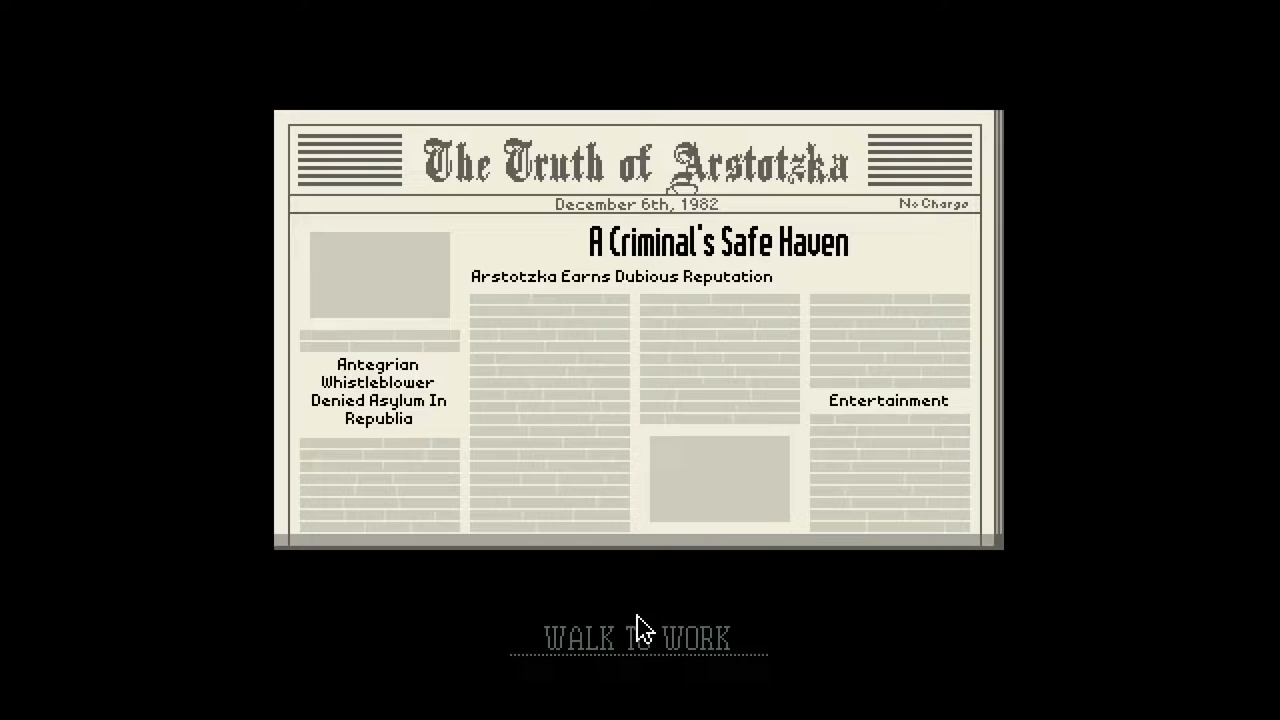 The Truth of Arstotzka
December 6th, 1982
No Charge
A Criminal's Safe Haven
Arstotzka Earns Dubious Reputation
Antegrian
Whistleblower
Denied Asylum In
Republia
Entertainment
WALK TO WORK